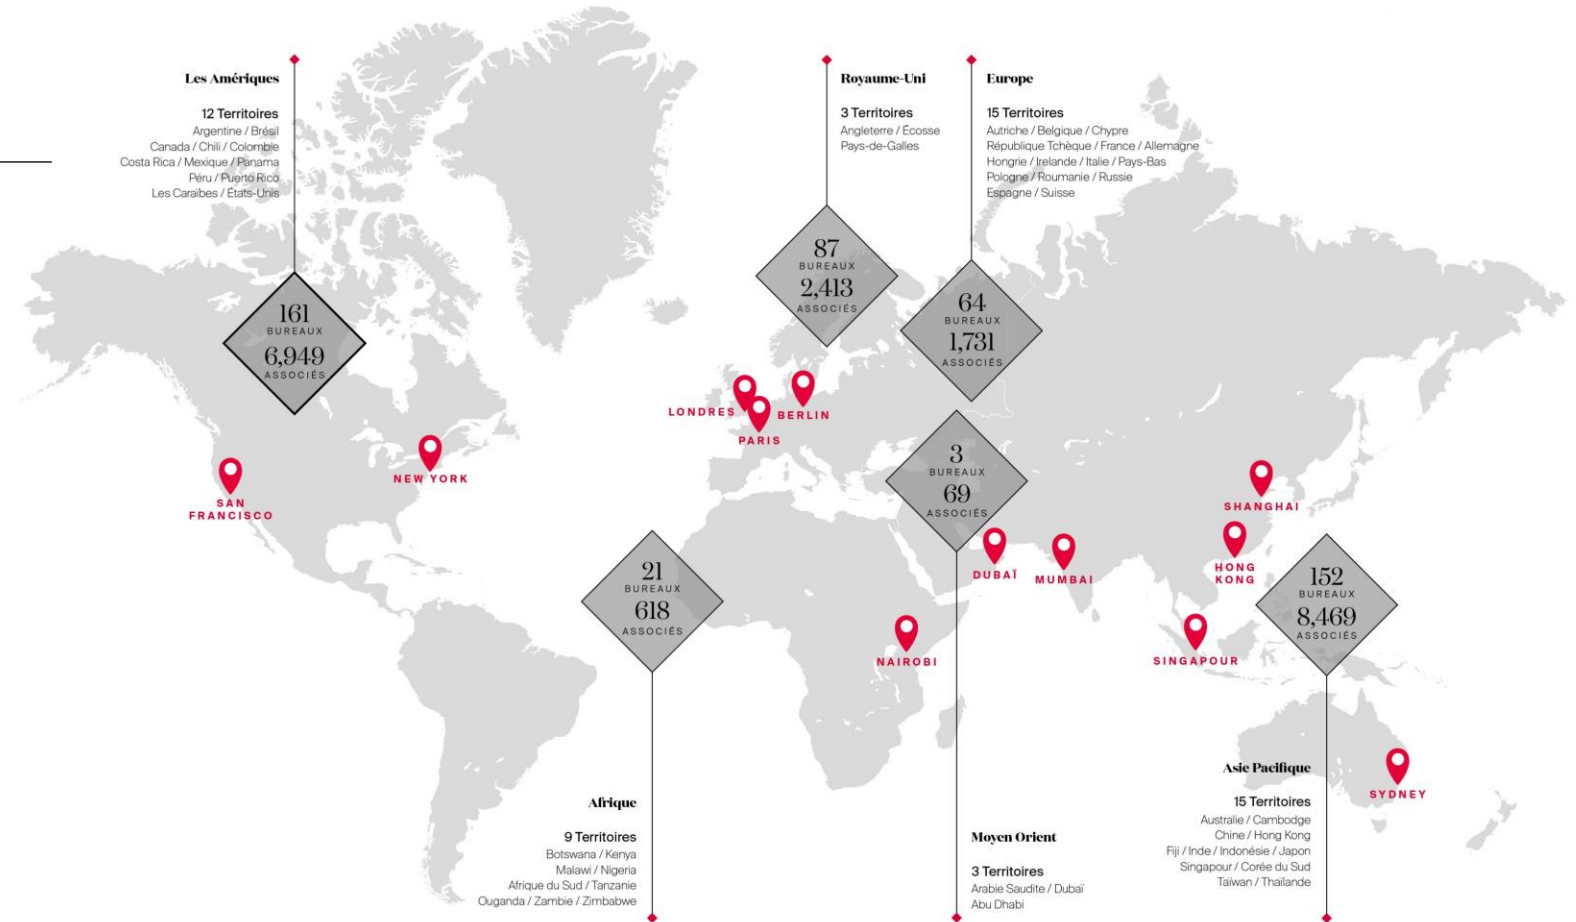 Les Amériques
12 Territoires
Argentine / Brésil
Canada / Chili / Colombie
Costa Rica / Mexique / Panama
Péru / Puerto Rico
Les Caraïbes / États-Unis
161
BUREAUX
6,949
ASSOCIÉS
Royaume-Uni
3 Territoires
Angleterre / Écosse
Pays-de-Galles
87
BUREAUX
2,413
ASSOCIÉS
Europe
15 Territoires
Autriche / Belgique / Chypre
République Tchèque / France / Allemagne
Hongrie / Irelande / Italie / Pays-Bas
Pologne / Roumanie / Russie
Espagne / Suisse
64
BUREAUX
1,731
ASSOCIÉS
LONDRES
BERLIN
PARIS
NEW YORK
SAN
FRANCISCO
3
BUREAUX
69
ASSOCIÉS
SHANGHAI
HONG
KONG
DUBAÏ
MUMBAI
21
BUREAUX
618
ASSOCIÉS
152
BUREAUX
8,469
ASSOCIÉS
NAIROBI
SINGAPOUR
SYDNEY
Afrique
9 Territoires
Botswana / Kenya
Malawi / Nigeria
Afrique du Sud / Tanzanie
Ouganda / Zambie / Zimbabwe
Moyen Orient
3 Territoires
Arabie Saudite / Dubaï
Abu Dhabi
Asie Pacifique
15 Territoires
Australie / Cambodge
Chine / Hong Kong
Fiji / Inde / Indonésie / Japon
Singapour / Corée du Sud
Taïwan / Thaïlande